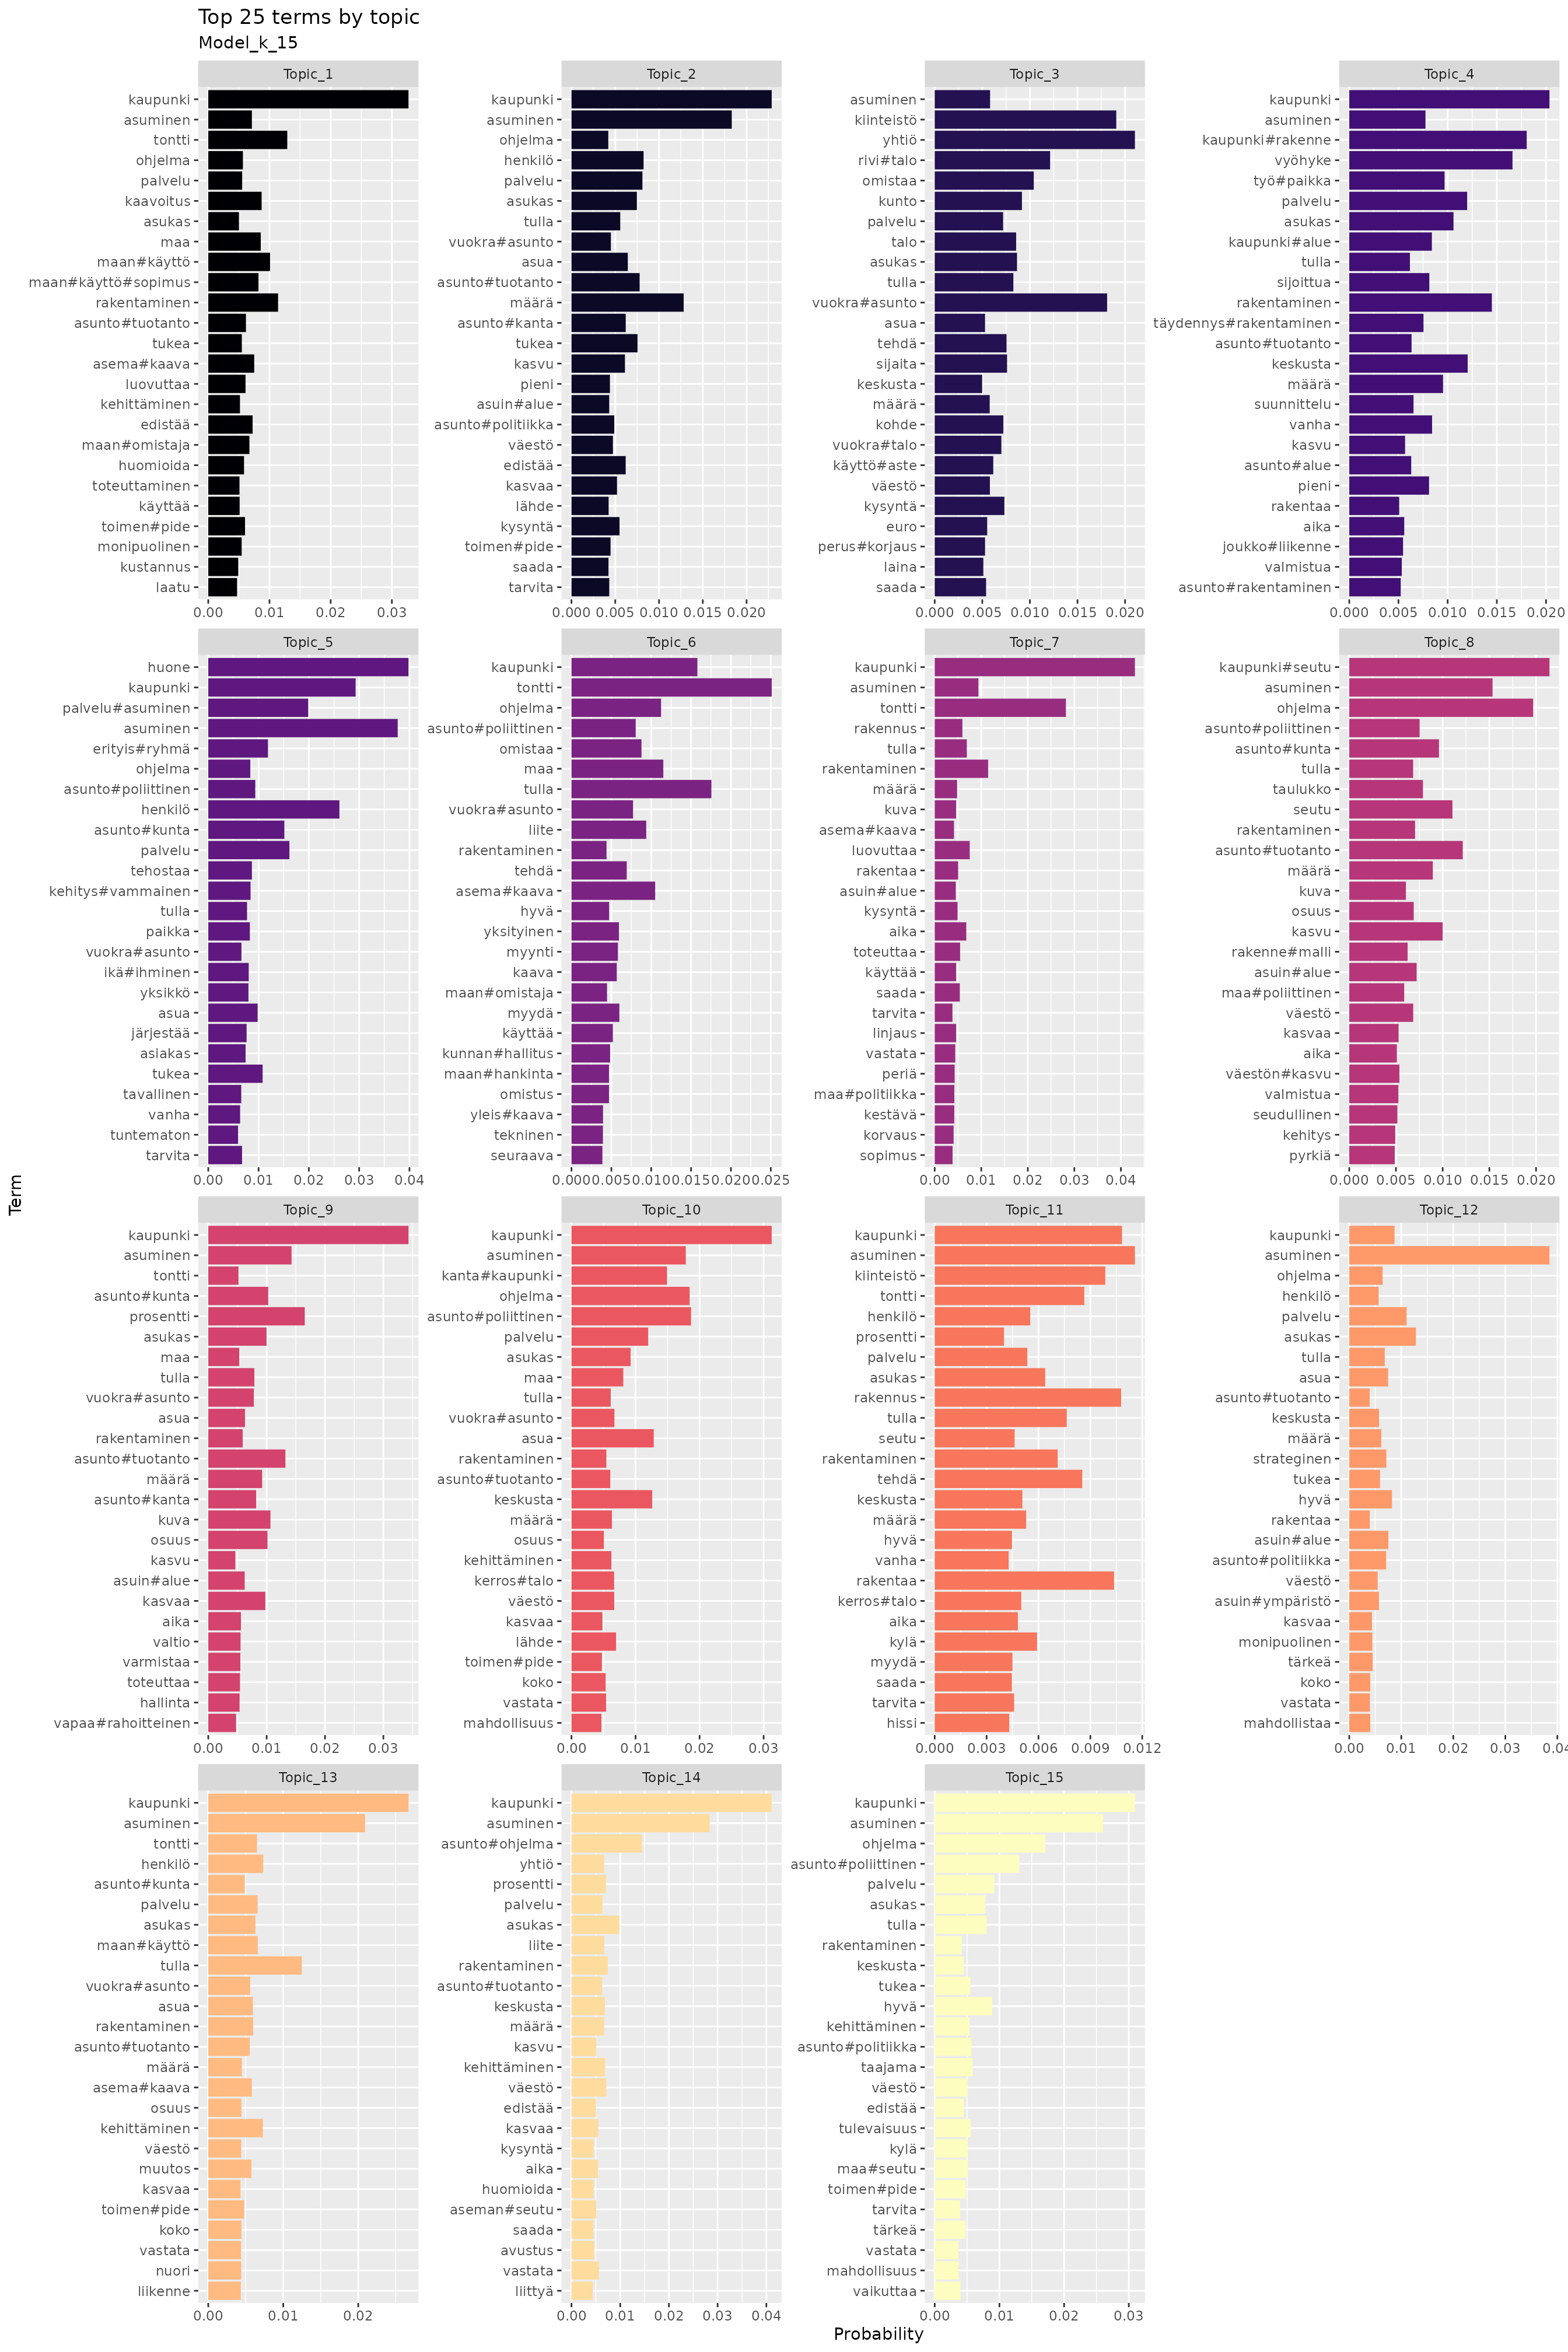 Top 25 terms by topic
Model_k_15
Topic_1
kaupunki
asuminen
tontti
ohjelma
palvelu
kaavoitus
asukas
maa
maan#käyttö
maan#käyttö#sopimus
rakentaminen
asunto#tuotanto
tukea
asema#kaava
luovuttaa
kehittäminen
edistää
maan#omistaja
huomioida
toteuttaminen
käyttää
toimen#pide
monipuolinen
kustannus
laatu
0.00 0.01 0.02 0.03
Topic_2
kaupunki
asuminen
ohjelma
henkilö
palvelu
asukas
tulla
vuokra#asunto
asua
asunto#tuotanto
määrä
asunto#kanta
tukea
kasvu
pieni
asuin#alue
asunto#politiikka
väestö
edistää
kasvaa
lähde
kysyntä
toimen#pide
saada
tarvita
0.000 0.005 0.010 0.015 0.020
Topic_3
asuminen
kiinteistö
yhtiö
rivi#talo
omistaa
kunto
palvelu
talo
asukas
tulla
vuokra#asunto
asua
tehdä
sijaita
keskusta
määrä
kohde
vuokra#talo
käyttö#aste
väestö
kysyntä
euro
perus#korjaus
laina
saada
0.000 0.005 0.010 0.015 0.020
Topic_4
kaupunki
asuminen
kaupunki#rakenne
vyöhyke
työ#paikka
palvelu
asukas
kaupunki#alue
tulla
sijoittua
rakentaminen
täydennys#rakentaminen
asunto#tuotanto
keskusta
määrä
suunnittelu
vanha
kasvu
asunto#alue
pieni
rakentaa
aika
joukko#liikenne
valmistua
asunto#rakentaminen
0.000 0.005 0.010 0.015 0.020
Topic_5
huone
kaupunki
palvelu#asuminen
asuminen
erityis#ryhmä
ohjelma
asunto#poliittinen
henkilö
asunto#kunta
palvelu
tehostaa
kehitys#vammainen
tulla
paikka
vuokra#asunto
ikä#ihminen
yksikkö
asua
järjestää
asiakas
tukea
tavallinen
vanha
tuntematon
tarvita
0.00 0.01 0.02 0.03 0.04
Topic_6
kaupunki
tontti
ohjelma
asunto#poliittinen
omistaa
maa
tulla
vuokra#asunto
liite
rakentaminen
tehdä
asema#kaava
hyvä
yksityinen
myynti
kaava
maan#omistaja
myydä
käyttää
kunnan#hallitus
maan#hankinta
omistus
yleis#kaava
tekninen
seuraava
0.000 0.005 0.010 0.015 0.020 0.025
Topic_7
kaupunki
asuminen
tontti
rakennus
tulla
rakentaminen
määrä
kuva
asema#kaava
luovuttaa
rakentaa
asuin#alue
kysyntä
aika
toteuttaa
käyttää
saada
tarvita
linjaus
vastata
periä
maa#politiikka
kestävä
korvaus
sopimus
0.00 0.01 0.02 0.03 0.04
Topic_8
kaupunki#seutu
asuminen
ohjelma
asunto#poliittinen
asunto#kunta
tulla
taulukko
seutu
rakentaminen
asunto#tuotanto
määrä
kuva
osuus
kasvu
rakenne#malli
asuin#alue
maa#poliittinen
väestö
kasvaa
aika
väestön#kasvu
valmistua
seudullinen
kehitys
pyrkiä
0.000 0.005 0.010 0.015 0.020
Term
Topic_9
kaupunki
asuminen
tontti
asunto#kunta
prosentti
asukas
maa
tulla
vuokra#asunto
asua
rakentaminen
asunto#tuotanto
määrä
asunto#kanta
kuva
osuus
kasvu
asuin#alue
kasvaa
aika
valtio
varmistaa
toteuttaa
hallinta
vapaa#rahoitteinen
0.00 0.01 0.02 0.03
Topic_10
kaupunki
asuminen
kanta#kaupunki
ohjelma
asunto#poliittinen
palvelu
asukas
maa
tulla
vuokra#asunto
asua
rakentaminen
asunto#tuotanto
keskusta
määrä
osuus
kehittäminen
kerros#talo
väestö
kasvaa
lähde
toimen#pide
koko
vastata
mahdollisuus
0.00 0.01 0.02 0.03
Topic_11
kaupunki
asuminen
kiinteistö
tontti
henkilö
prosentti
palvelu
asukas
rakennus
tulla
seutu
rakentaminen
tehdä
keskusta
määrä
hyvä
vanha
rakentaa
kerros#talo
aika
kylä
myydä
saada
tarvita
hissi
0.000 0.003 0.006 0.009 0.012
Topic_12
kaupunki
asuminen
ohjelma
henkilö
palvelu
asukas
tulla
asua
asunto#tuotanto
keskusta
määrä
strateginen
tukea
hyvä
rakentaa
asuin#alue
asunto#politiikka
väestö
asuin#ympäristö
kasvaa
monipuolinen
tärkeä
koko
vastata
mahdollistaa
0.00 0.01 0.02 0.03 0.04
Topic_13
kaupunki
asuminen
tontti
henkilö
asunto#kunta
palvelu
asukas
maan#käyttö
tulla
vuokra#asunto
asua
rakentaminen
asunto#tuotanto
määrä
asema#kaava
osuus
kehittäminen
väestö
muutos
kasvaa
toimen#pide
koko
vastata
nuori
liikenne
0.00 0.01 0.02
Topic_14
kaupunki
asuminen
asunto#ohjelma
yhtiö
prosentti
palvelu
asukas
liite
rakentaminen
asunto#tuotanto
keskusta
määrä
kasvu
kehittäminen
väestö
edistää
kasvaa
kysyntä
aika
huomioida
aseman#seutu
saada
avustus
vastata
liittyä
0.00 0.01 0.02 0.03 0.04
Topic_15
kaupunki
asuminen
ohjelma
asunto#poliittinen
palvelu
asukas
tulla
rakentaminen
keskusta
tukea
hyvä
kehittäminen
asunto#politiikka
taajama
väestö
edistää
tulevaisuus
kylä
maa#seutu
toimen#pide
tarvita
tärkeä
vastata
mahdollisuus
vaikuttaa
0.00 0.01 0.02 0.03
Probability